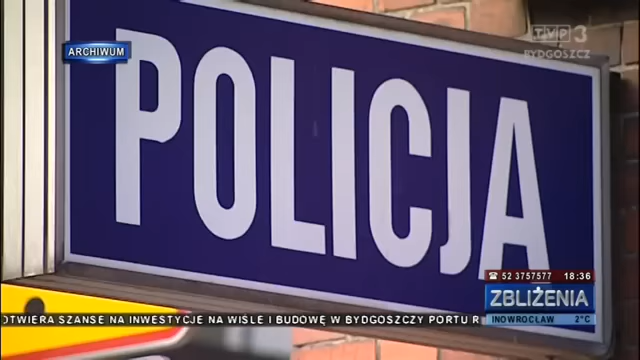 ARCHIWUM
TVP 3
BYDGOSZCZ
POLICJA
☎ 52 3757577 18:36
ZBLIŻENIA
OTWIERA SZANSĘ NA INWESTYCJE NA WIŚLE I BUDOWĘ W BYDGOSZCZY PORTU R
INOWROCŁAW 2°C